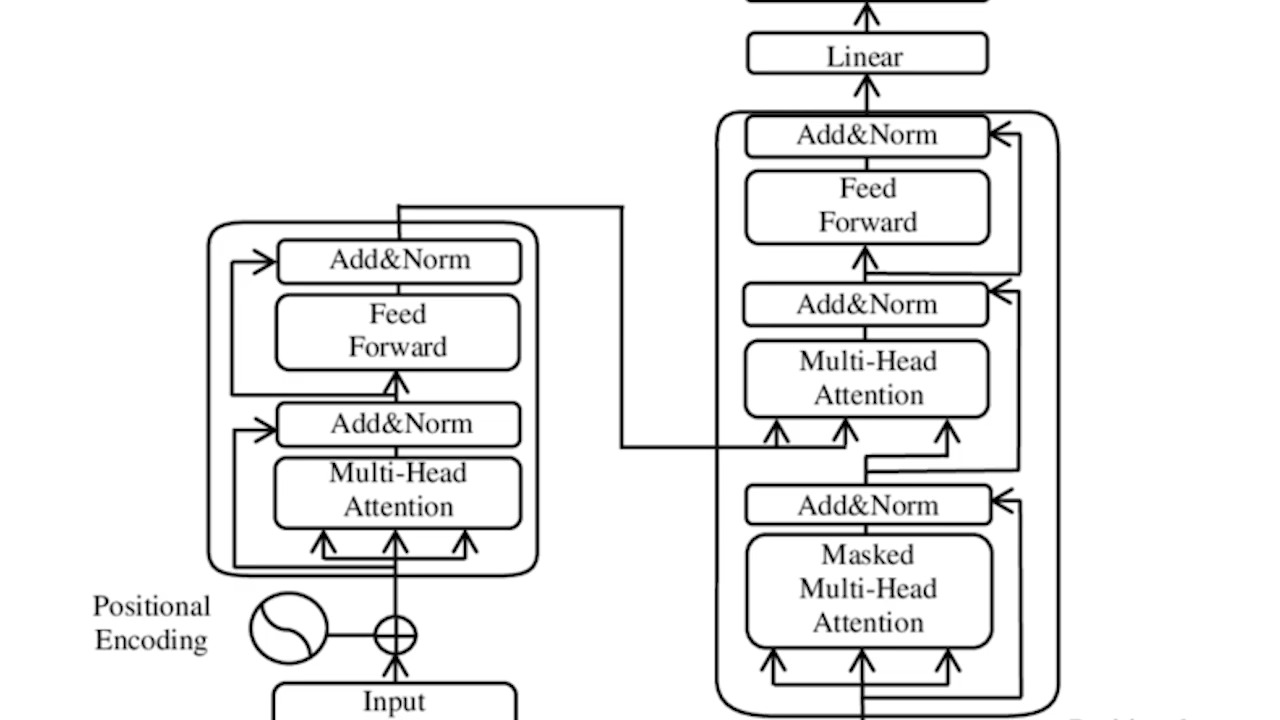 Linear
Add&Norm
Feed
Forward
Add&Norm
Multi-Head
Attention
Add&Norm
Masked
Multi-Head
Attention
Add&Norm
Feed
Forward
Add&Norm
Multi-Head
Attention
Positional
Encoding
Input